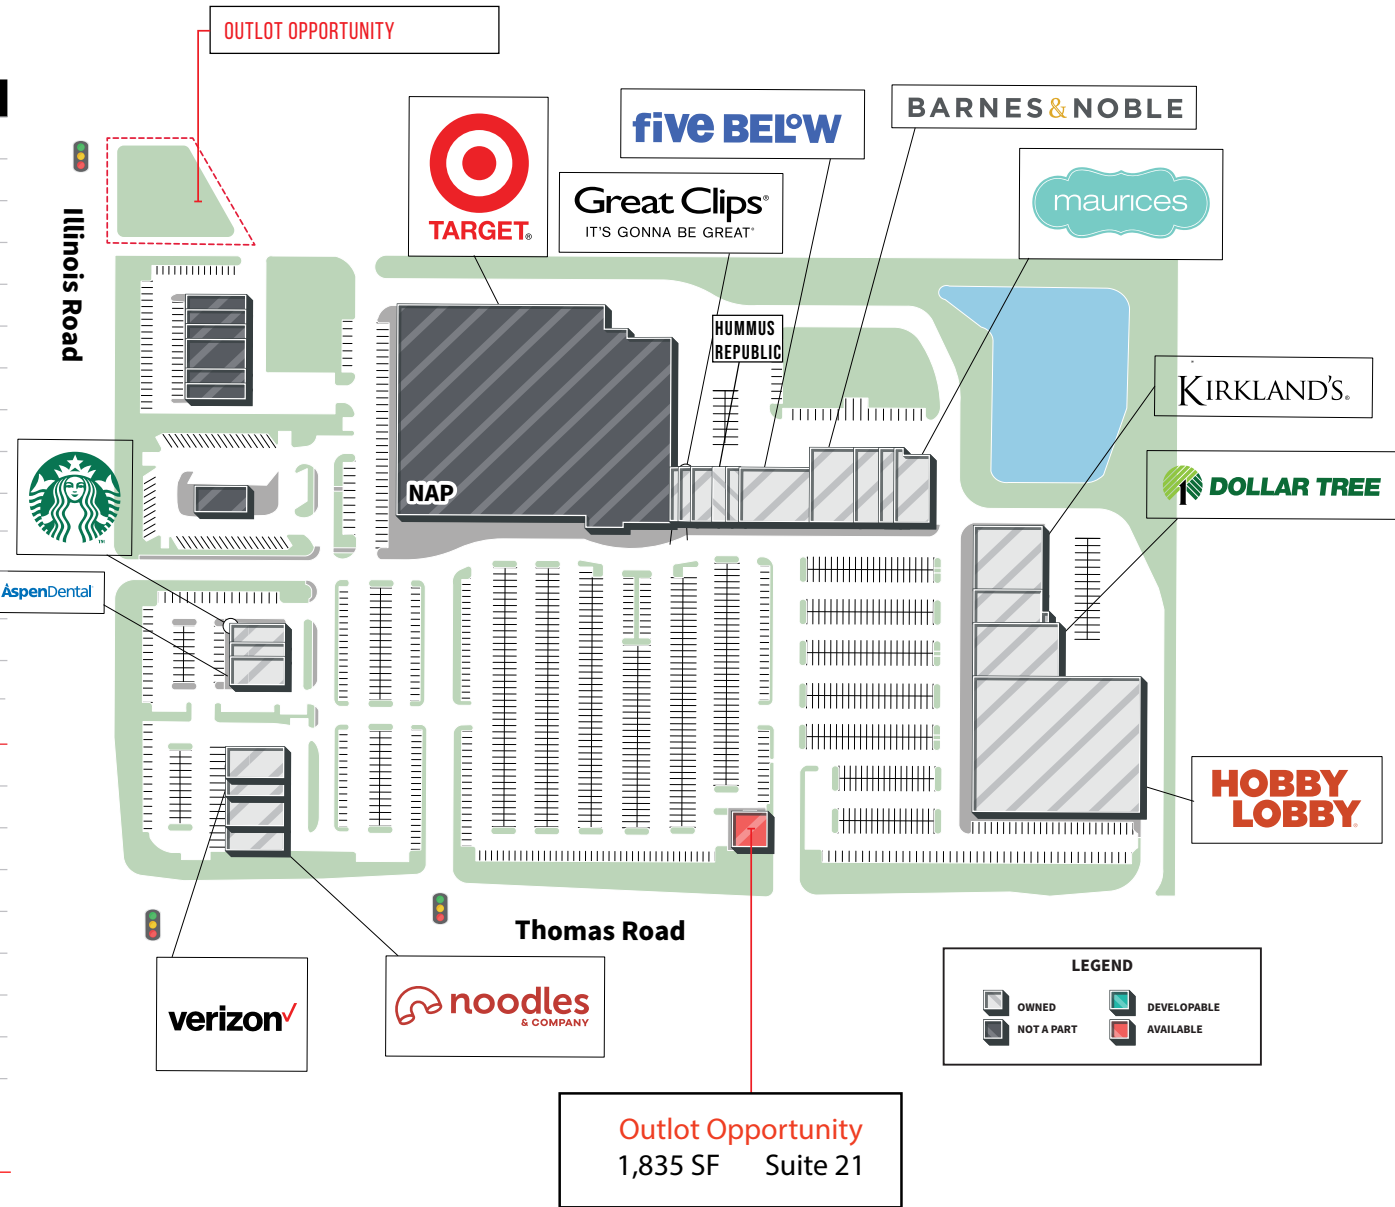 OUTLOT OPPORTUNITY
TARGET
five BELOW
BARNES & NOBLE
Great Clips
IT'S GONNA BE GREAT
maurices
Illinois Road
HUMMUS
REPUBLIC
KIRKLAND'S
DOLLAR TREE
NAP
AspenDental
HOBBY
LOBBY
Thomas Road
verizon
noodles
& COMPANY
LEGEND
OWNED
DEVELOPABLE
NOT A PART
AVAILABLE
Outlot Opportunity
1,835 SF Suite 21